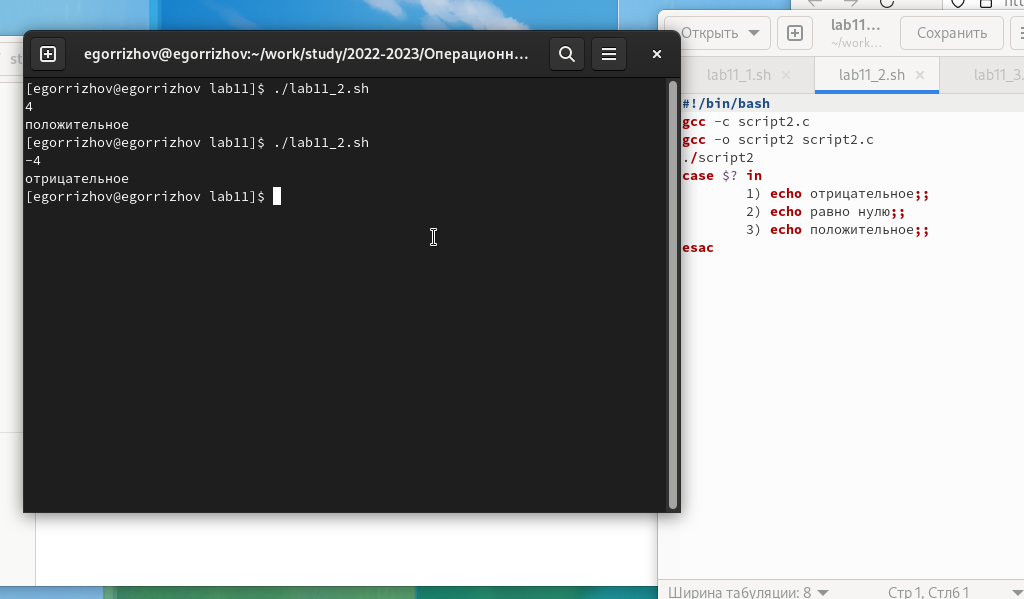 egorrizhov@egorrizhov:~/work/study/2022-2023/Операционн...
[egorrizhov@egorrizhov lab11]$ ./lab11_2.sh
4
положительное
[egorrizhov@egorrizhov lab11]$ ./lab11_2.sh
-4
отрицательное
[egorrizhov@egorrizhov lab11]$
Открыть
lab11...
~/work...
Сохранить
lab11_1.sh
lab11_2.sh
lab11_3.
#!/bin/bash
gcc -c script2.c
gcc -o script2 script2.c
./script2
case $? in
1) echo отрицательное;;
2) echo равно нулю;;
3) echo положительное;;
esac
Ширина табуляции: 8
Стр 1, Стлб 1